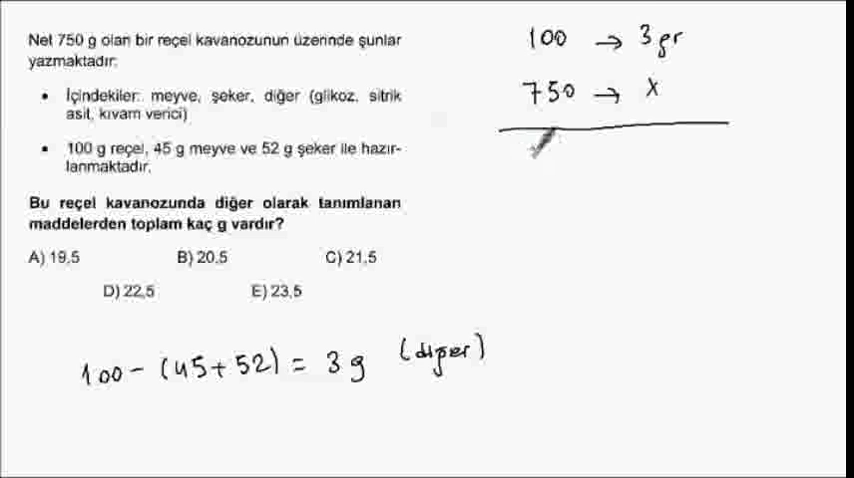 Net 750 g olan bir reçel kavanozunun üzerinde şunlar
yazmaktadır:
• İçindekiler: meyve, şeker, diğer (glikoz, sitrik
asit, kıvam verici)
• 100 g reçel, 45 g meyve ve 52 g şeker ile hazır-
lanmaktadır.
Bu reçel kavanozunda diğer olarak tanımlanan
maddelerden toplam kaç g vardır?
A) 19,5 B) 20,5 C) 21,5
D) 22,5 E) 23,5
100 → 3 gr
750 → x
100 - (45 + 52) = 3 g (diğer)